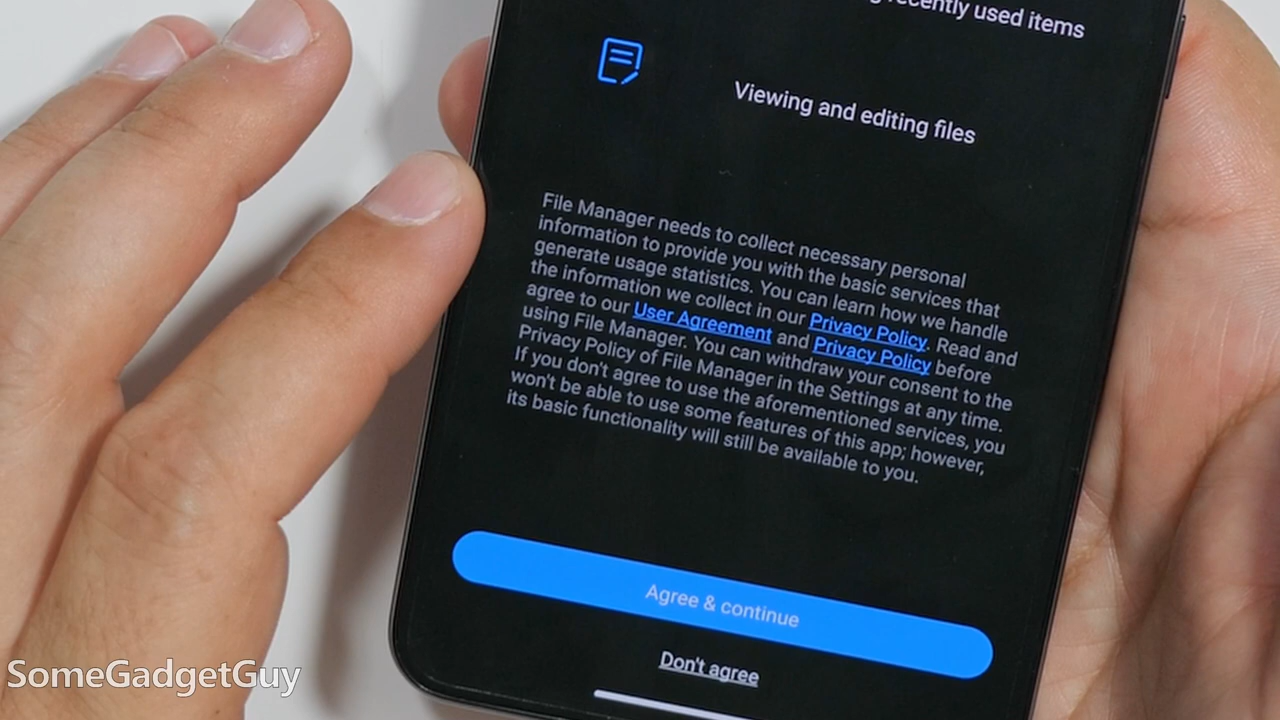 recently used items
Viewing and editing files
File Manager needs to collect necessary personal
information to provide you with the basic services that
generate usage statistics. You can learn how we handle
the information we collect in our Privacy Policy. Read and
agree to our User Agreement and Privacy Policy before
using File Manager. You can withdraw your consent to the
Privacy Policy of File Manager in the Settings at any time.
If you don't agree to use the aforementioned services, you
won't be able to use some features of this app; however,
its basic functionality will still be available to you.
Agree & continue
Don't agree
SomeGadgetGuy